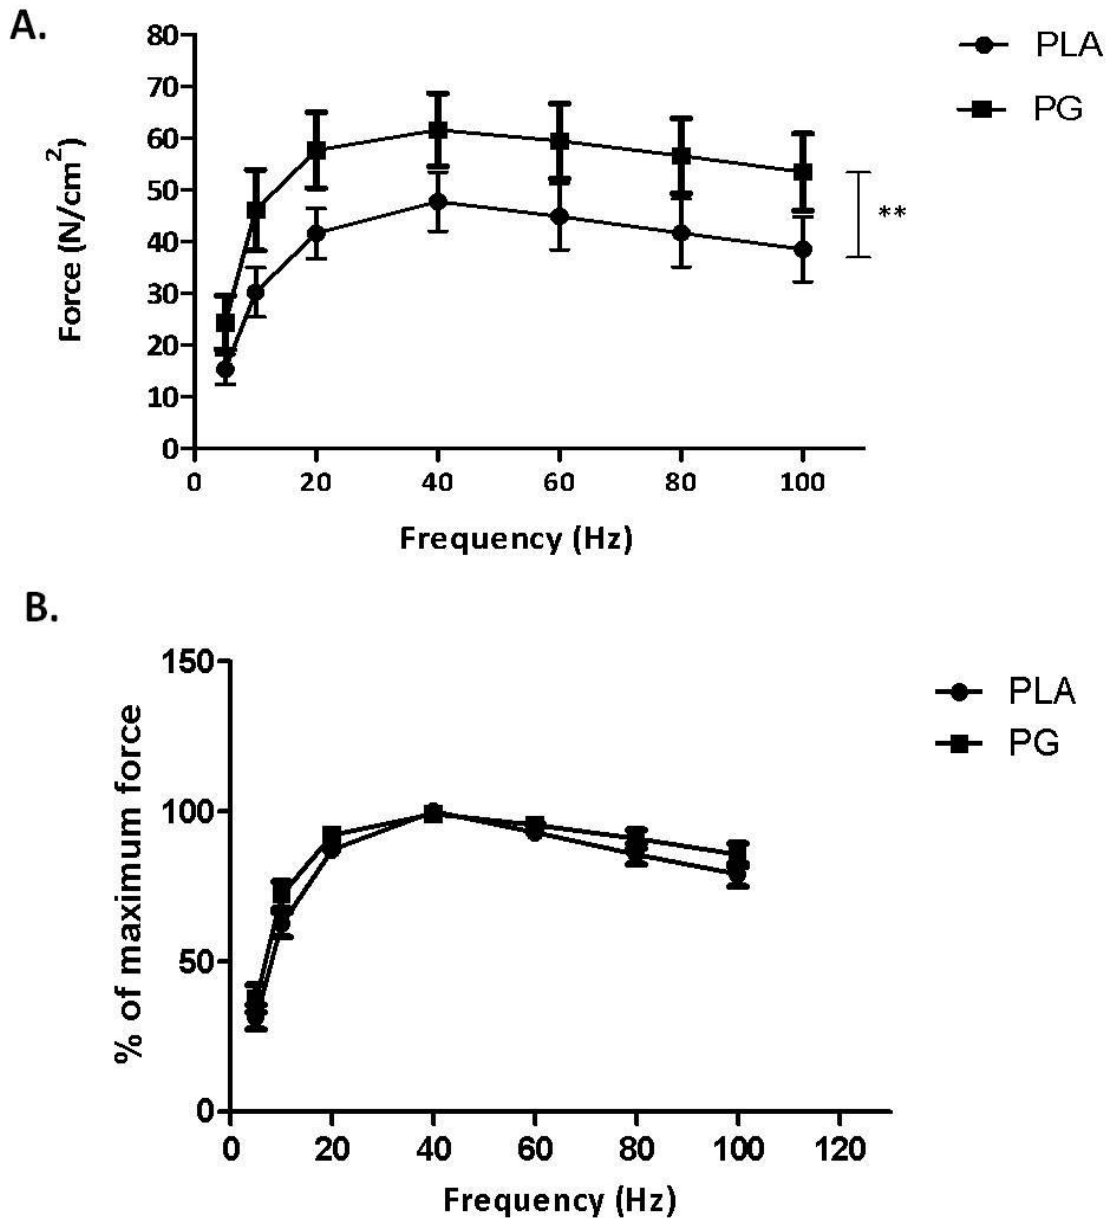 A.
80
70
60
50
40
30
20
10
0
Force (N/cm²)
0 20 40 60 80 100
Frequency (Hz)
PLA
PG
**
B.
150
100
50
0
% of maximum force
0 20 40 60 80 100 120
Frequency (Hz)
PLA
PG